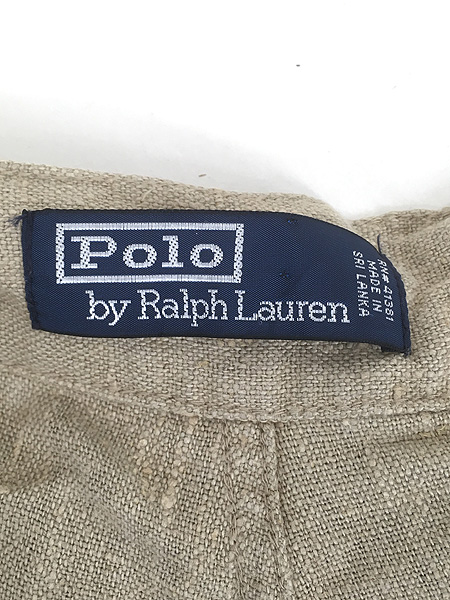 Polo
by Ralph Lauren
RN# 41381
MADE IN
SRI LANKA